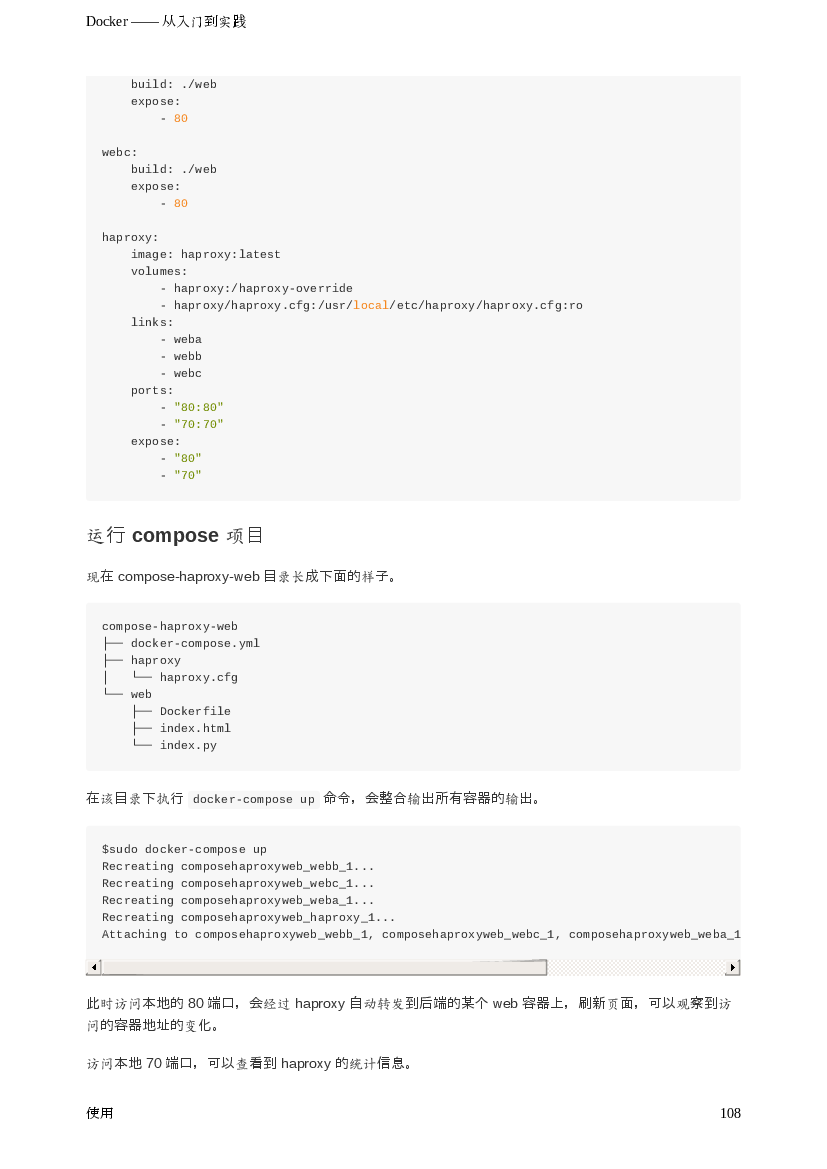 Docker —— 从入门到实践
    build: ./web
    expose:
        - 80
webc:
    build: ./web
    expose:
        - 80
haproxy:
    image: haproxy:latest
    volumes:
        - haproxy:/haproxy-override
        - haproxy/haproxy.cfg:/usr/local/etc/haproxy/haproxy.cfg:ro
    links:
        - weba
        - webb
        - webc
    ports:
        - "80:80"
        - "70:70"
    expose:
        - "80"
        - "70"
运行 compose 项目
现在 compose-haproxy-web 目录长成下面的样子。
compose-haproxy-web
├── docker-compose.yml
├── haproxy
│   └── haproxy.cfg
└── web
    ├── Dockerfile
    ├── index.html
    └── index.py
在该目录下执行 docker-compose up 命令，会整合输出所有容器的输出。
$sudo docker-compose up
Recreating composehaproxyweb_webb_1...
Recreating composehaproxyweb_webc_1...
Recreating composehaproxyweb_weba_1...
Recreating composehaproxyweb_haproxy_1...
Attaching to composehaproxyweb_webb_1, composehaproxyweb_webc_1, composehaproxyweb_weba_1
此时访问本地的 80 端口，会经过 haproxy 自动转发到后端的某个 web 容器上，刷新页面，可以观察到访
问的容器地址的变化。
访问本地 70 端口，可以查看到 haproxy 的统计信息。
使用 108